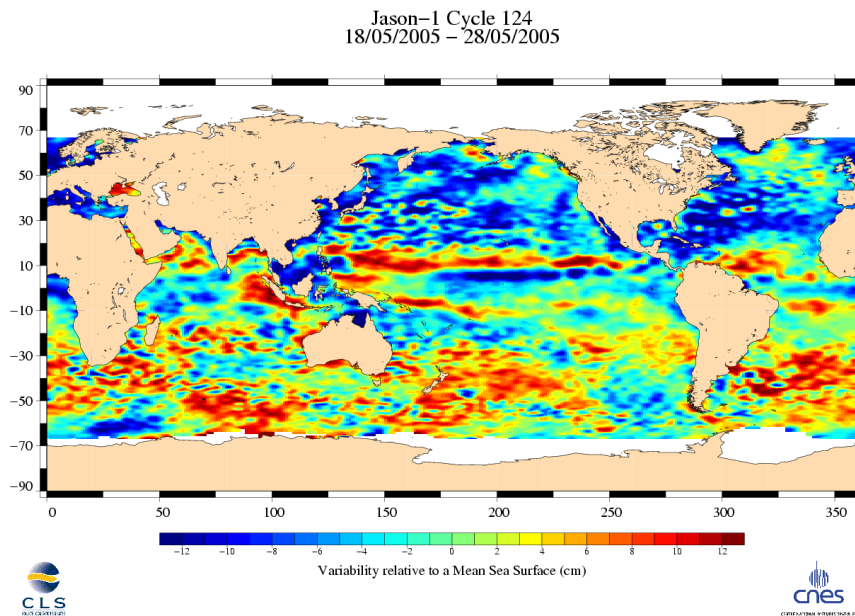 Jason−1 Cycle 124
18/05/2005 − 28/05/2005
90
70
50
30
10
−10
−30
−50
−70
−90
0 50 100 150 200 250 300 350
−12 −10 −8 −6 −4 −2 0 2 4 6 8 10 12
Variability relative to a Mean Sea Surface (cm)
CLS
cnes